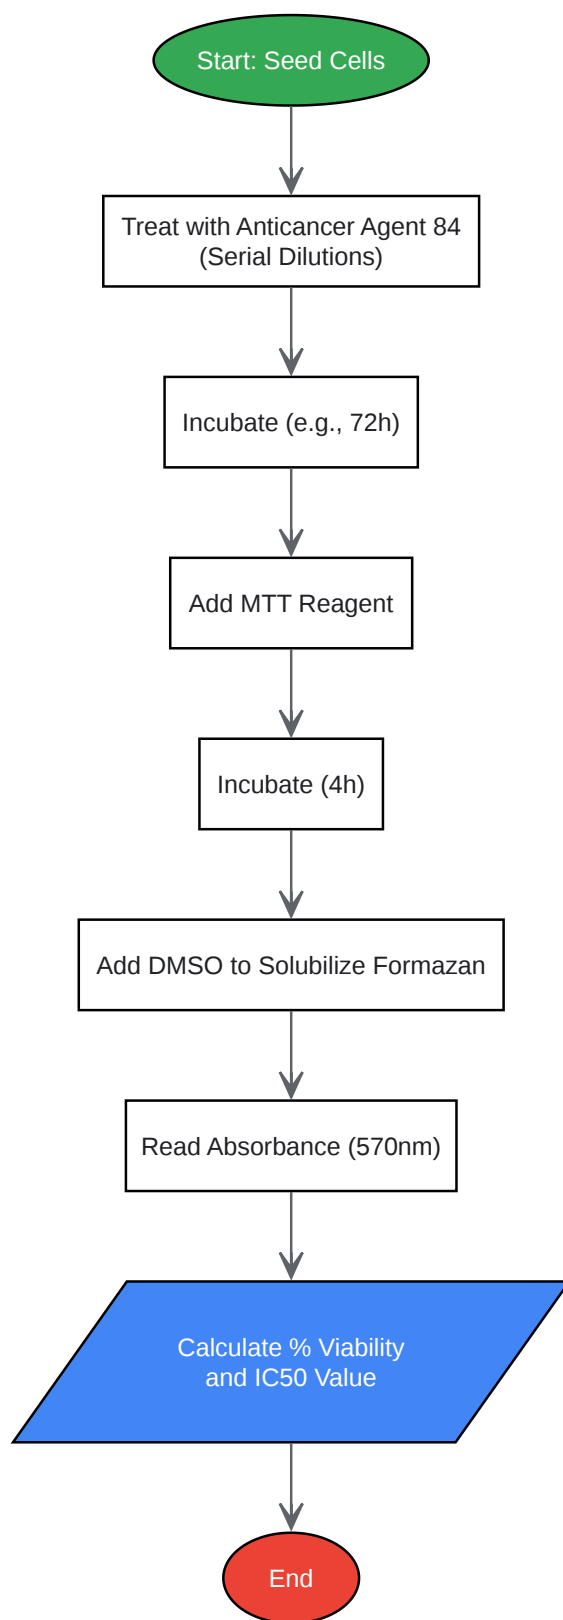 Start: Seed Cells
Treat with Anticancer Agent 84
(Serial Dilutions)
Incubate (e.g., 72h)
Add MTT Reagent
Incubate (4h)
Add DMSO to Solubilize Formazan
Read Absorbance (570nm)
Calculate % Viability
and IC50 Value
End